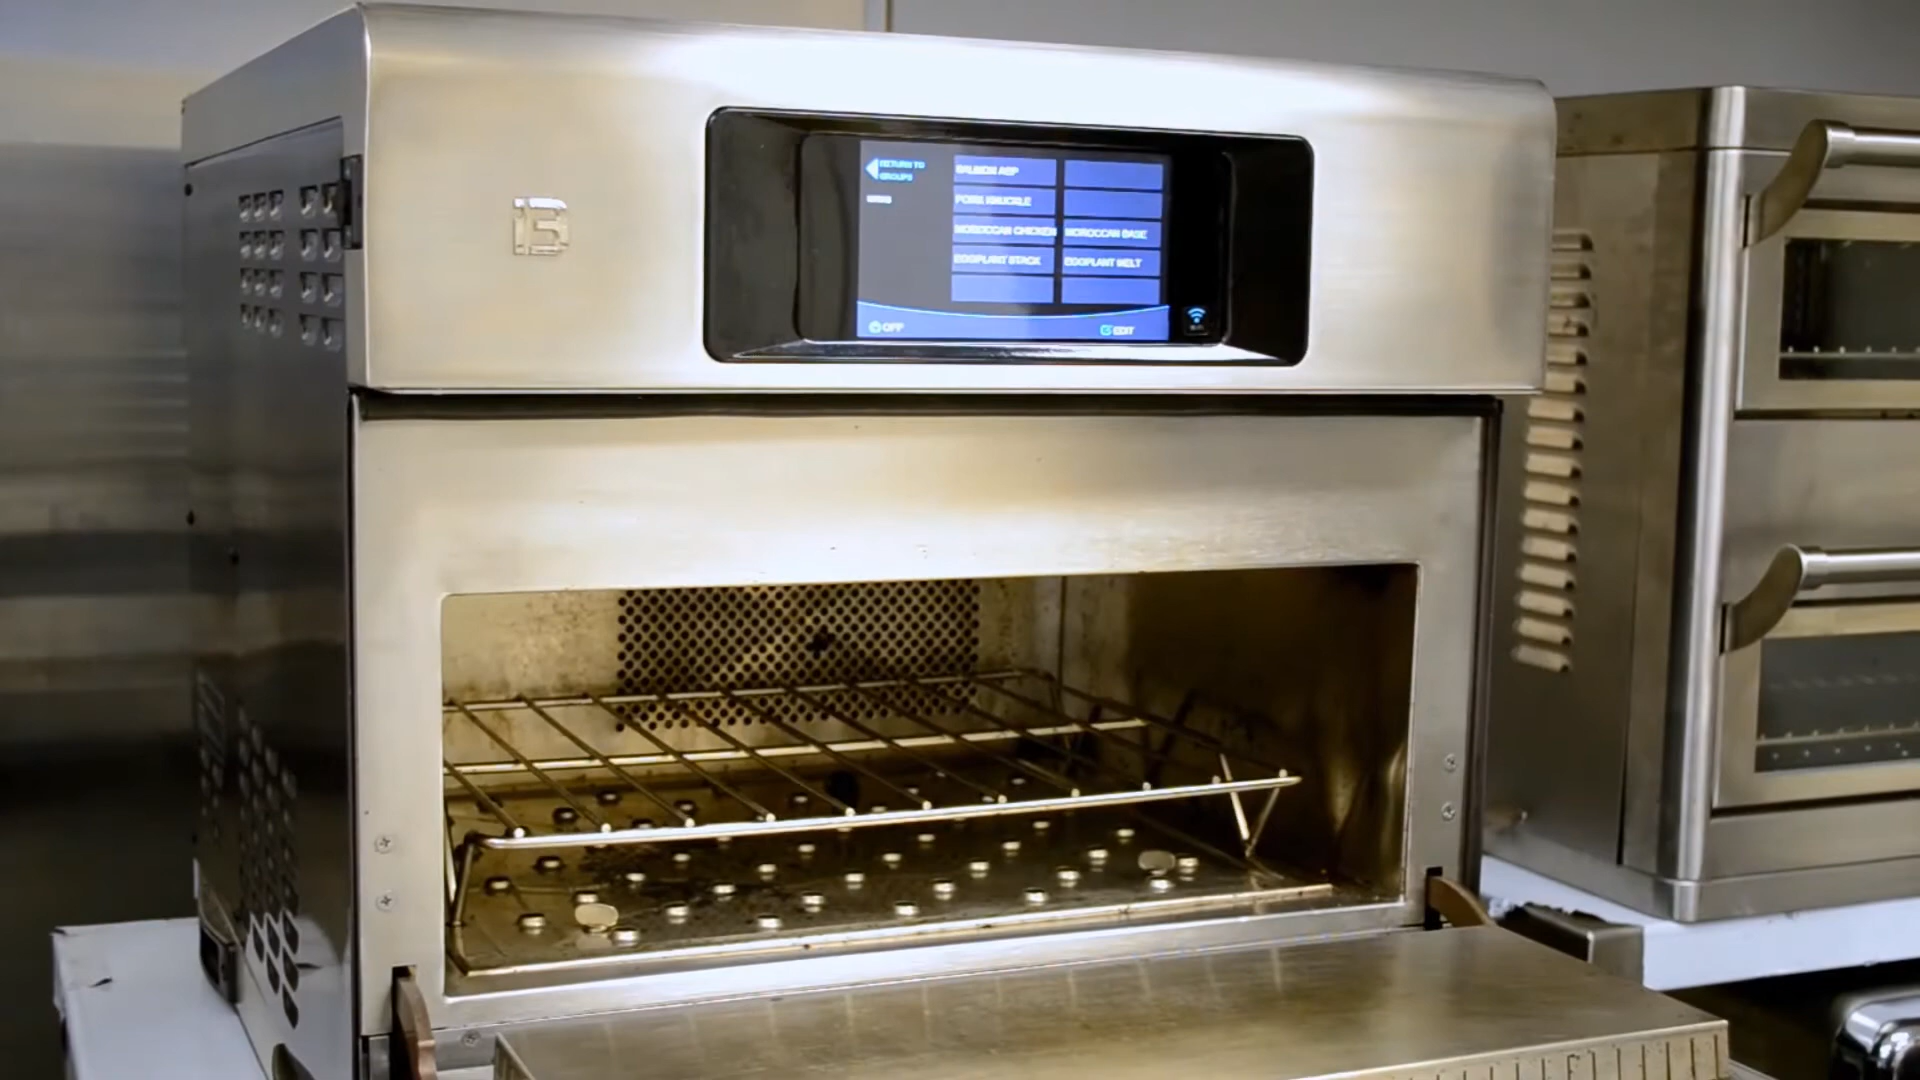 RETURN TO
GROUPS
SALMON ASP
PORK KNUCKLE
MOROCCAN CHICKEN
MOROCCAN BASE
EGGPLANT STACK
EGGPLANT MELT
OFF
EDIT